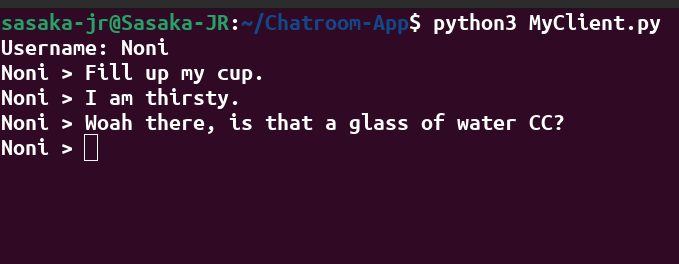 sasaka-jr@Sasaka-JR:~/Chatroom-App$ python3 MyClient.py
Username: Noni
Noni > Fill up my cup.
Noni > I am thirsty.
Noni > Woah there, is that a glass of water CC?
Noni >